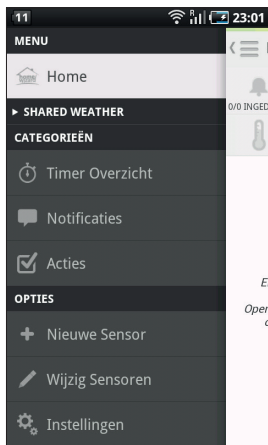 11
R
23:01
MENU
Home
▸ SHARED WEATHER
CATEGORIEËN
Timer Overzicht
Notificaties
Acties
OPTIES
Nieuwe Sensor
Wijzig Sensoren
Instellingen
0/0 INGED